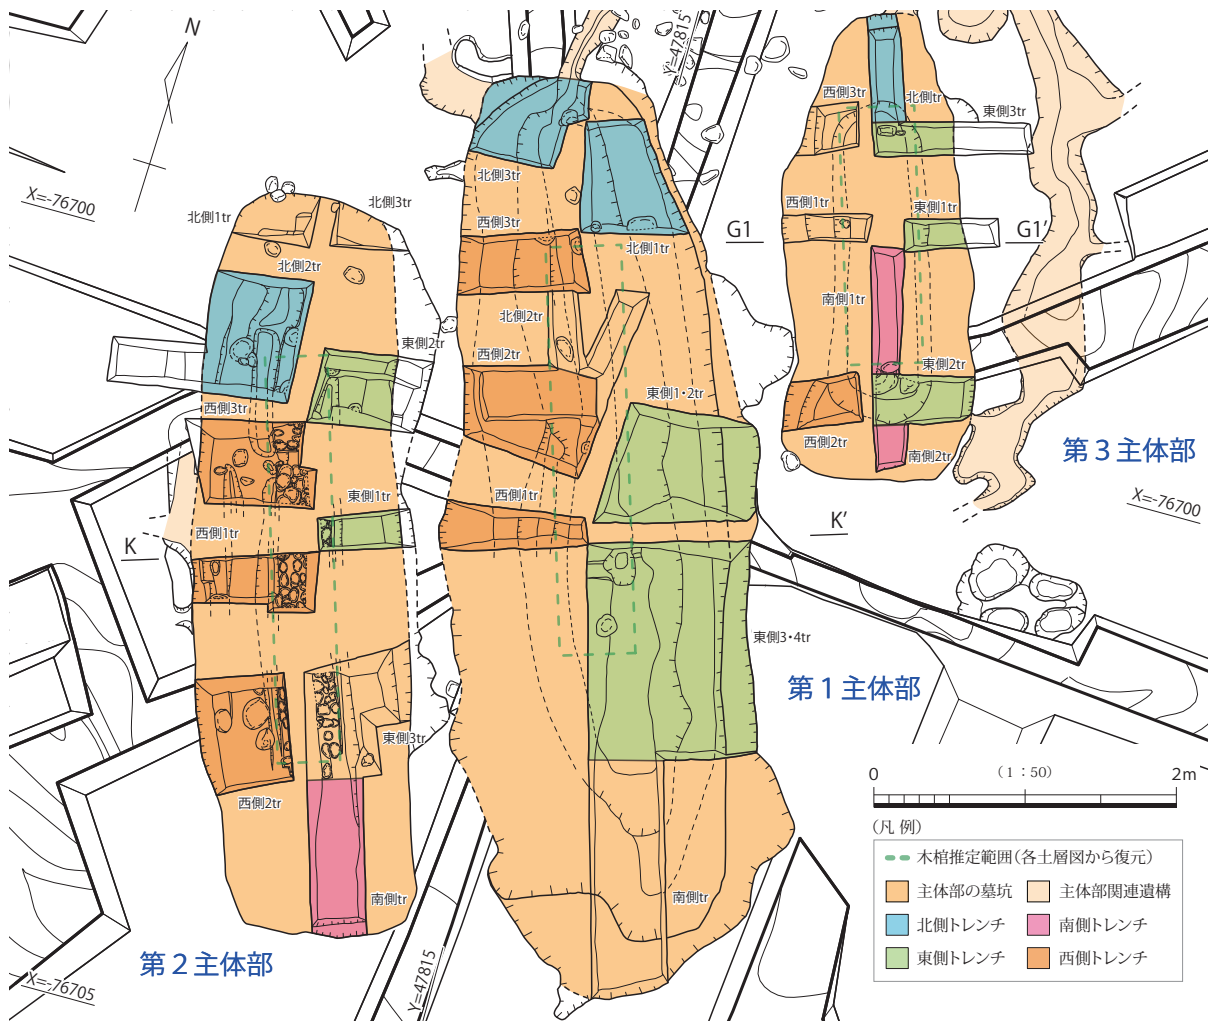 N
X=-76700
Y=-47815
北側1tr
北側3tr
北側2tr
東側2tr
西側3tr
東側1tr
西側1tr
K
東側3tr
西側2tr
南側tr
第2主体部
X=-76705
Y=-47815
北側3tr
西側3tr
北側1tr
北側2tr
西側2tr
東側1・2tr
西側1tr
K′
東側3・4tr
第1主体部
南側tr
西側3tr
北側tr
東側3tr
西側1tr
東側1tr
G1
G1′
南側1tr
東側2tr
西側2tr
南側2tr
第3主体部
X=-76700
0 (1：50) 2m
(凡 例)
木棺推定範囲(各土層図から復元)
主体部の墓坑 主体部関連遺構
北側トレンチ 南側トレンチ
東側トレンチ 西側トレンチ